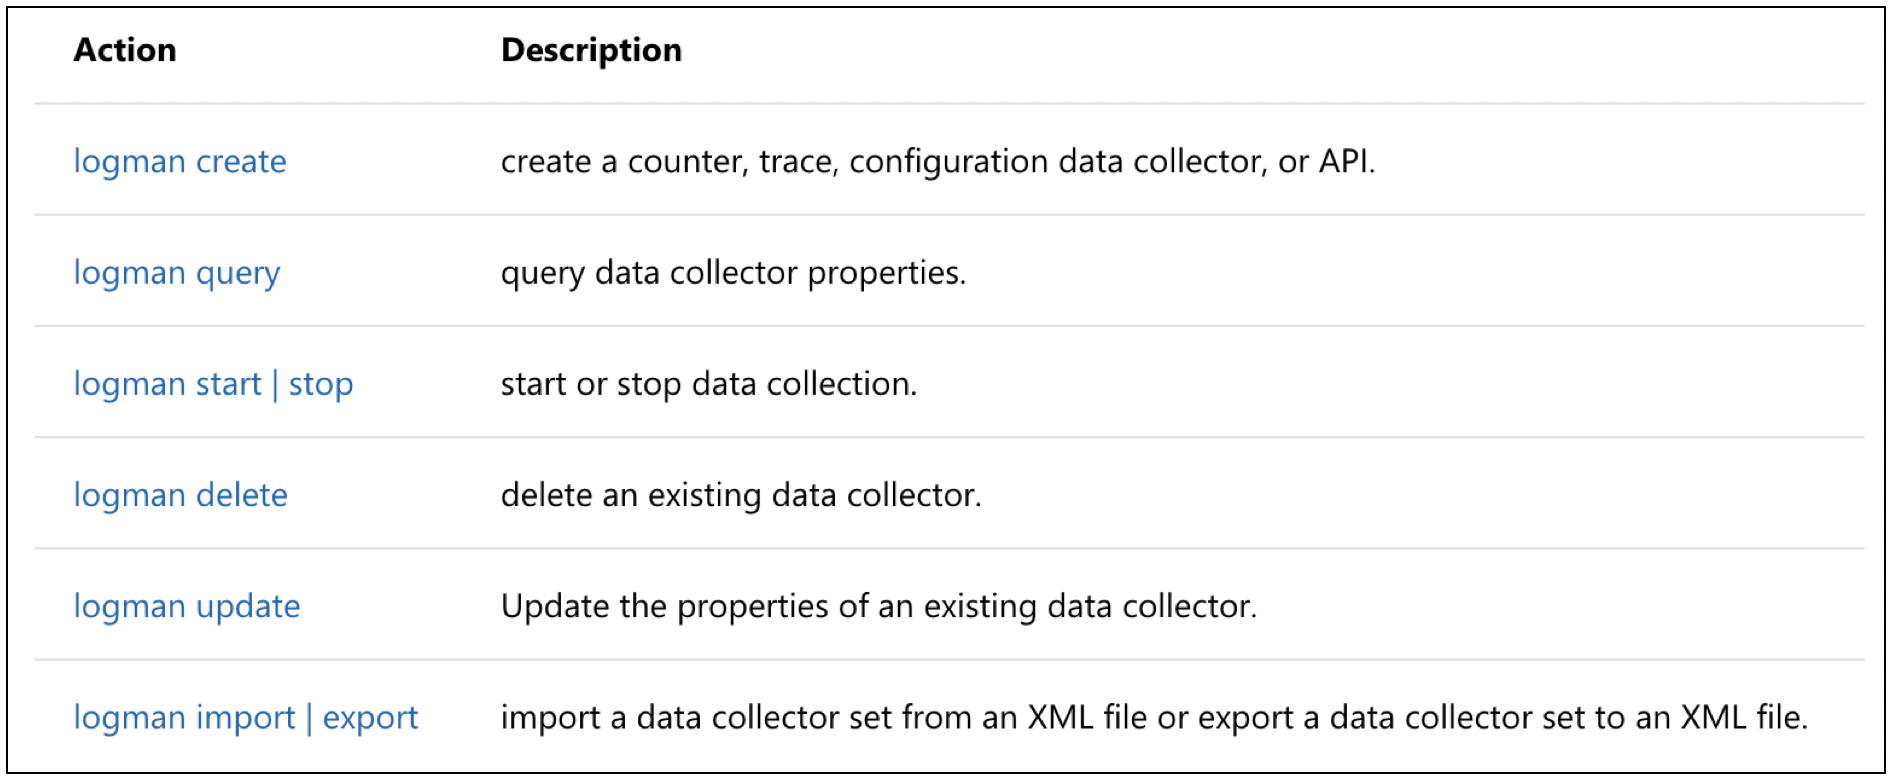 Action Description
logman create create a counter, trace, configuration data collector, or API.
logman query query data collector properties.
logman start | stop start or stop data collection.
logman delete delete an existing data collector.
logman update Update the properties of an existing data collector.
logman import | export import a data collector set from an XML file or export a data collector set to an XML file.